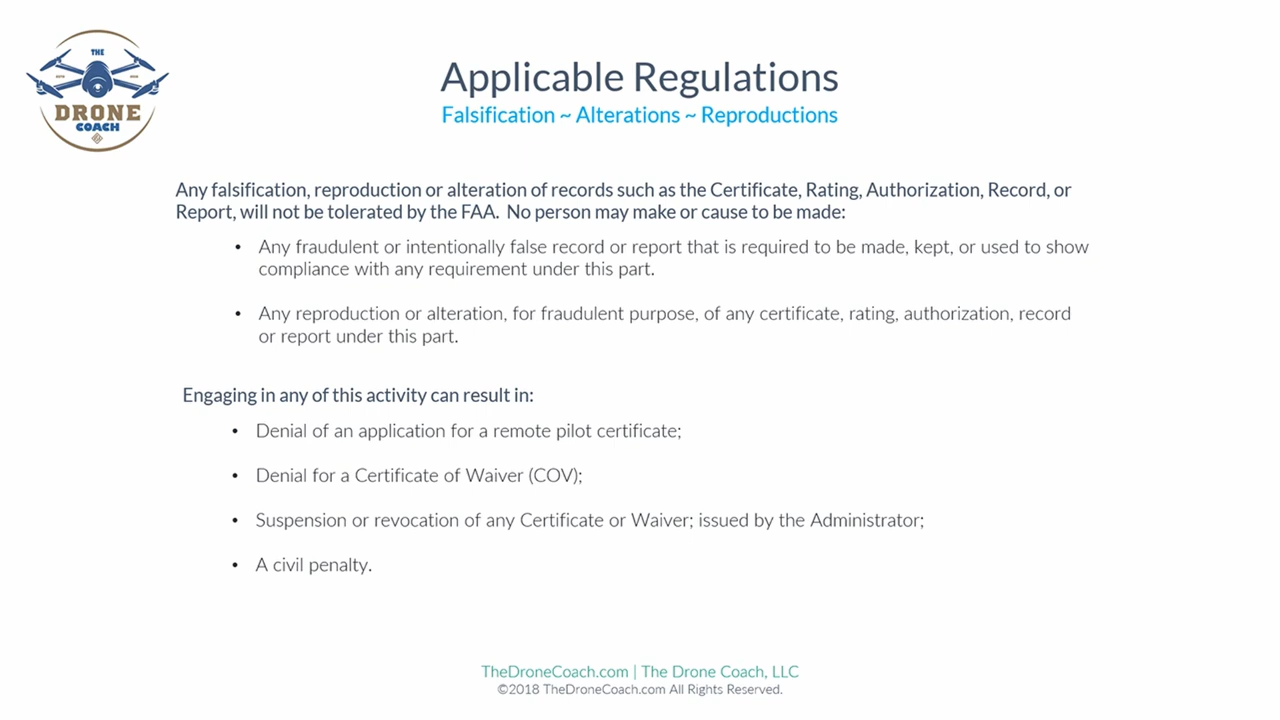 THE
DRONE
COACH
Applicable Regulations
Falsification ~ Alterations ~ Reproductions
Any falsification, reproduction or alteration of records such as the Certificate, Rating, Authorization, Record, or
Report, will not be tolerated by the FAA. No person may make or cause to be made:
• Any fraudulent or intentionally false record or report that is required to be made, kept, or used to show
compliance with any requirement under this part.
• Any reproduction or alteration, for fraudulent purpose, of any certificate, rating, authorization, record
or report under this part.
Engaging in any of this activity can result in:
• Denial of an application for a remote pilot certificate;
• Denial for a Certificate of Waiver (COV);
• Suspension or revocation of any Certificate or Waiver; issued by the Administrator;
• A civil penalty.
TheDroneCoach.com | The Drone Coach, LLC
©2018 TheDroneCoach.com All Rights Reserved.